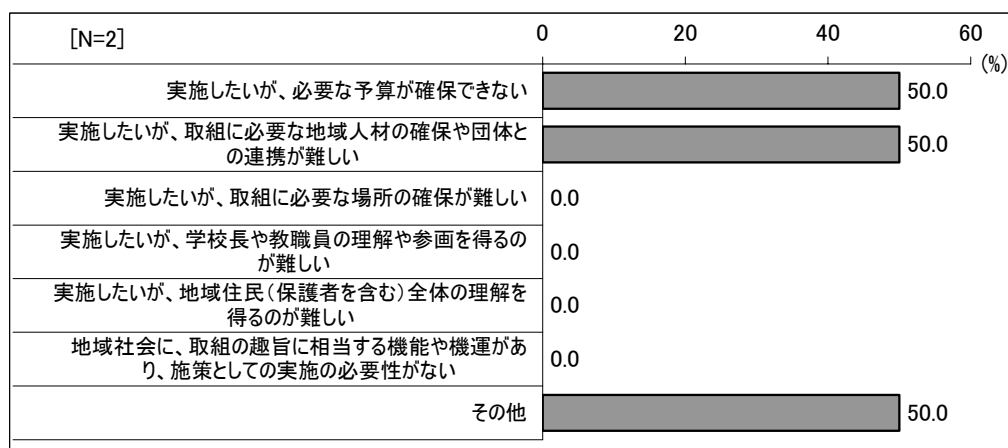 [N=2]
0 20 40 60
(%)
実施したいが、必要な予算が確保できない
50.0
実施したいが、取組に必要な地域人材の確保や団体と
の連携が難しい
50.0
実施したいが、取組に必要な場所の確保が難しい
0.0
実施したいが、学校長や教職員の理解や参画を得るの
が難しい
0.0
実施したいが、地域住民(保護者を含む)全体の理解を
得るのが難しい
0.0
地域社会に、取組の趣旨に相当する機能や機運があ
り、施策としての実施の必要性がない
0.0
その他
50.0